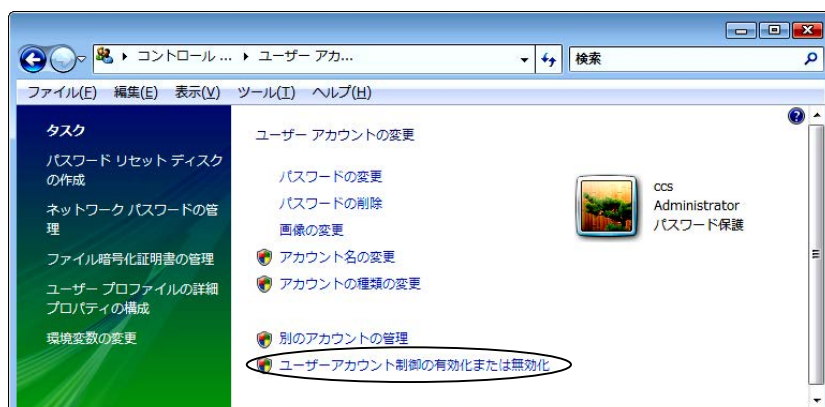 コントロール ... ▸ ユーザー アカ...
検索
ファイル(F) 編集(E) 表示(V) ツール(T) ヘルプ(H)
タスク
パスワード リセット ディスク
の作成
ネットワーク パスワードの管
理
ファイル暗号化証明書の管理
ユーザー プロファイルの詳細
プロパティの構成
環境変数の変更
ユーザー アカウントの変更
パスワードの変更
パスワードの削除
画像の変更
アカウント名の変更
アカウントの種類の変更
別のアカウントの管理
ユーザーアカウント制御の有効化または無効化
ccs
Administrator
パスワード保護